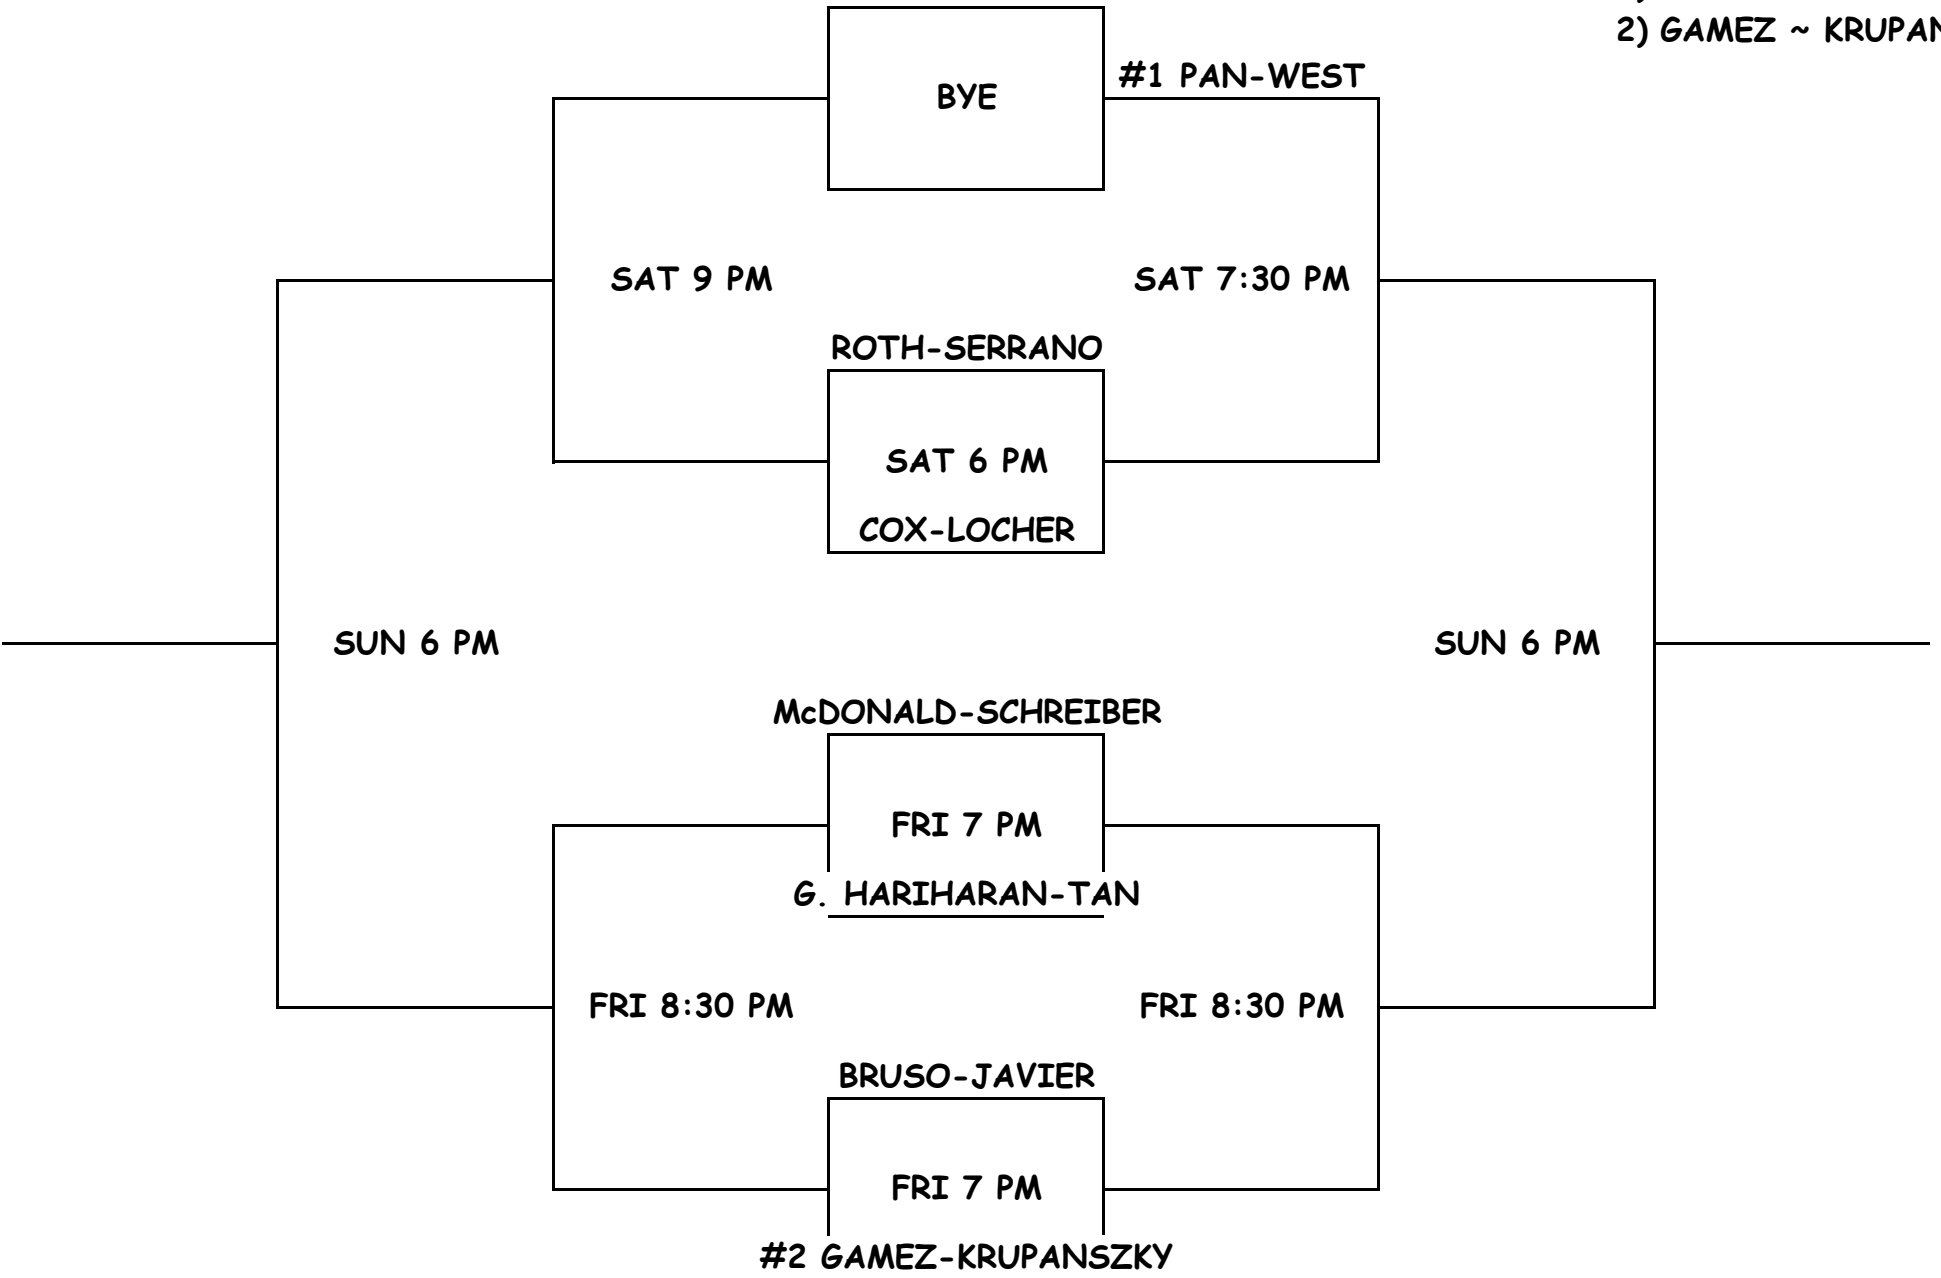 2) GAMEZ ~ KRUPAN
#1 PAN-WEST
BYE
SAT 9 PM
SAT 7:30 PM
ROTH-SERRANO
SAT 6 PM
COX-LOCHER
SUN 6 PM
SUN 6 PM
McDONALD-SCHREIBER
FRI 7 PM
G. HARIHARAN-TAN
FRI 8:30 PM
FRI 8:30 PM
BRUSO-JAVIER
FRI 7 PM
#2 GAMEZ-KRUPANSZKY